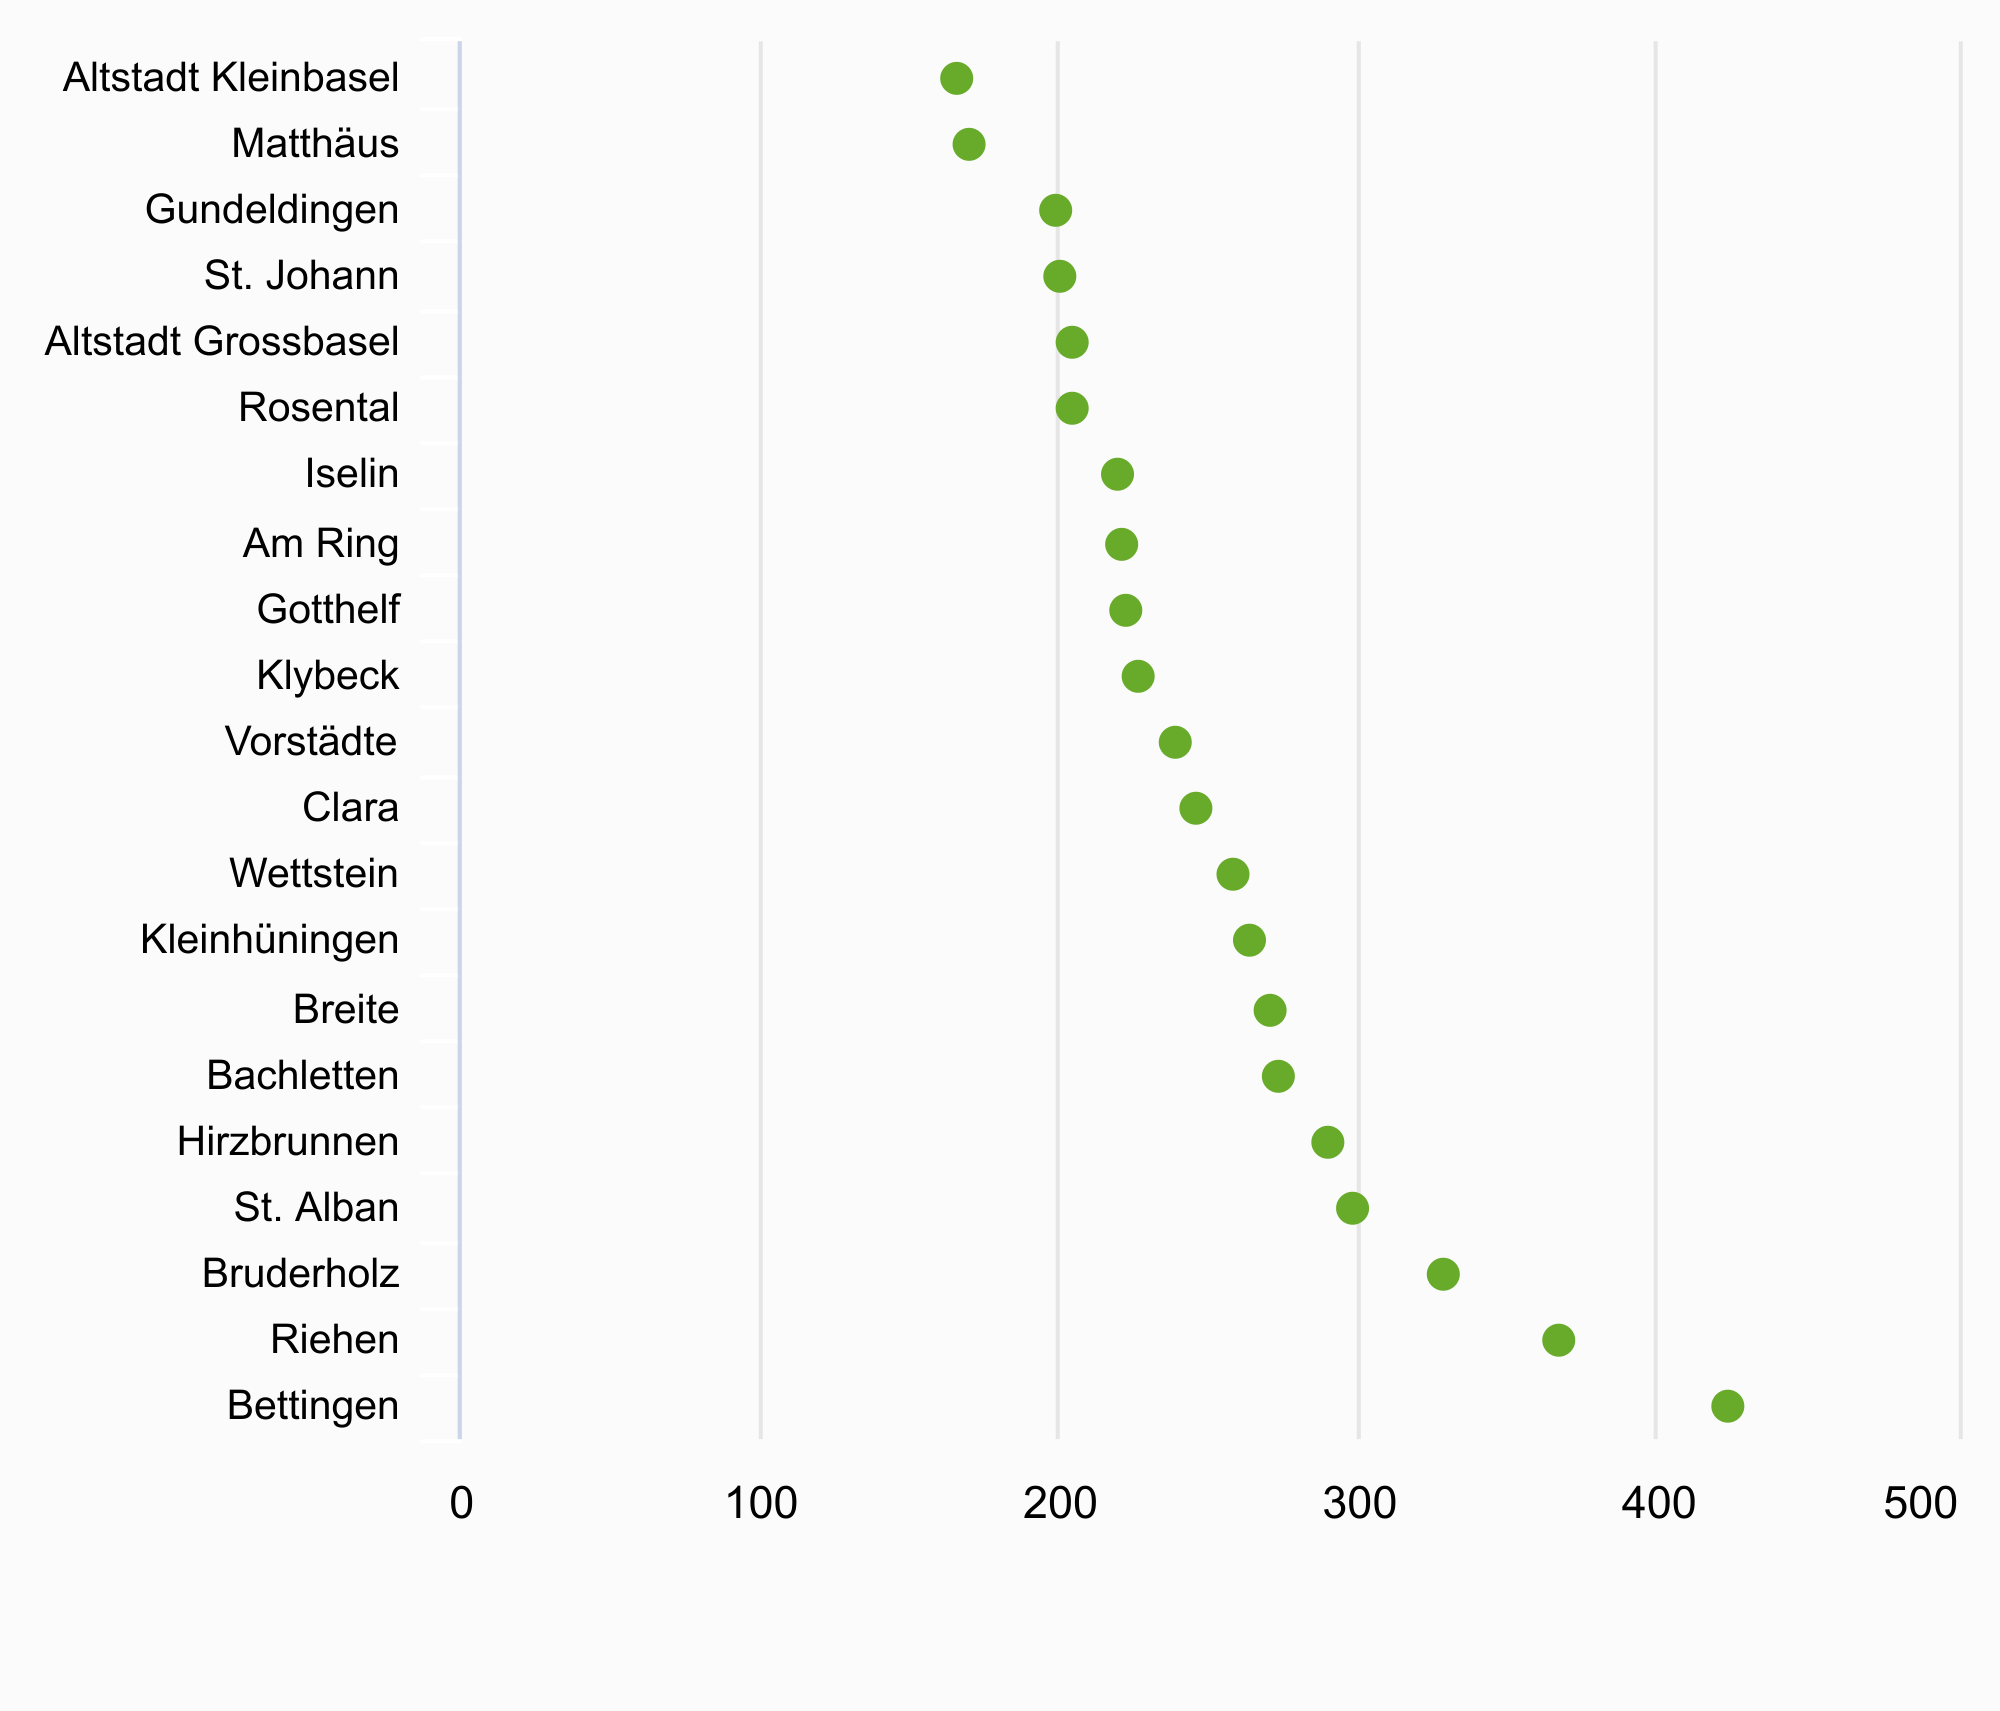 Altstadt Kleinbasel
Matthäus
Gundeldingen
St. Johann
Altstadt Grossbasel
Rosental
Iselin
Am Ring
Gotthelf
Klybeck
Vorstädte
Clara
Wettstein
Kleinhüningen
Breite
Bachletten
Hirzbrunnen
St. Alban
Bruderholz
Riehen
Bettingen
0 100 200 300 400 500